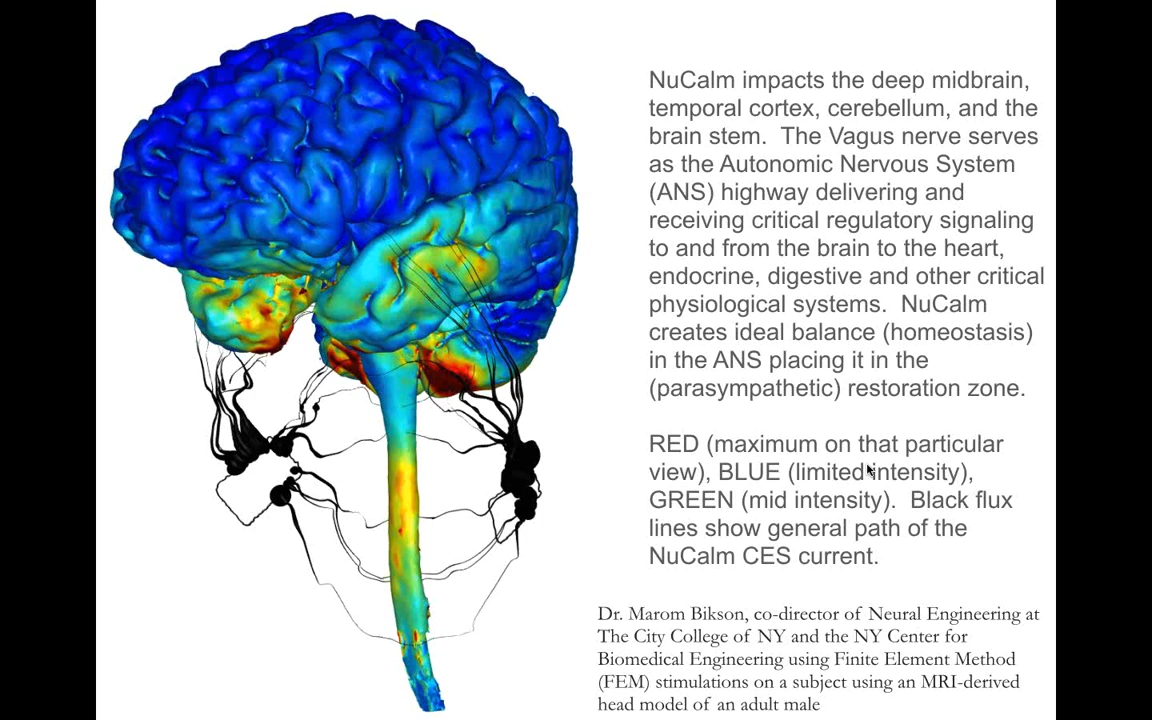 NuCalm impacts the deep midbrain,
temporal cortex, cerebellum, and the
brain stem.  The Vagus nerve serves
as the Autonomic Nervous System
(ANS) highway delivering and
receiving critical regulatory signaling
to and from the brain to the heart,
endocrine, digestive and other critical
physiological systems.  NuCalm
creates ideal balance (homeostasis)
in the ANS placing it in the
(parasympathetic) restoration zone.
RED (maximum on that particular
view), BLUE (limited intensity),
GREEN (mid intensity).  Black flux
lines show general path of the
NuCalm CES current.
Dr. Marom Bikson, co-director of Neural Engineering at
The City College of NY and the NY Center for
Biomedical Engineering using Finite Element Method
(FEM) stimulations on a subject using an MRI-derived
head model of an adult male